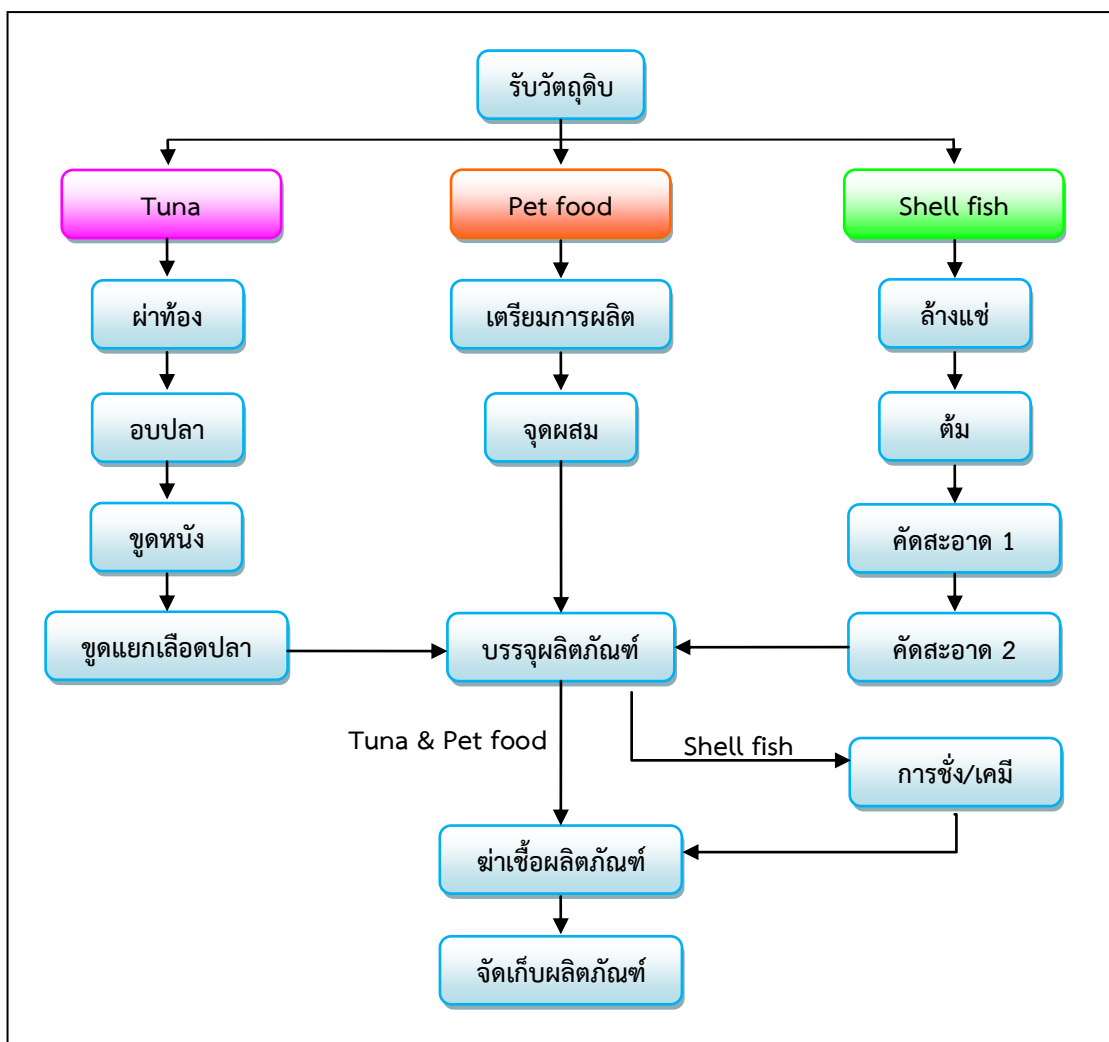 รับวัตถุดิบ
Tuna
Pet food
Shell fish
ผ่าท้อง
เตรียมการผลิต
ล้างแช่
อบปลา
จุดผสม
ต้ม
ขูดหนัง
คัดสะอาด 1
ขูดแยกเลือดปลา
บรรจุผลิตภัณฑ์
คัดสะอาด 2
Tuna & Pet food
Shell fish
การชั่ง/เคมี
ฆ่าเชื้อผลิตภัณฑ์
จัดเก็บผลิตภัณฑ์